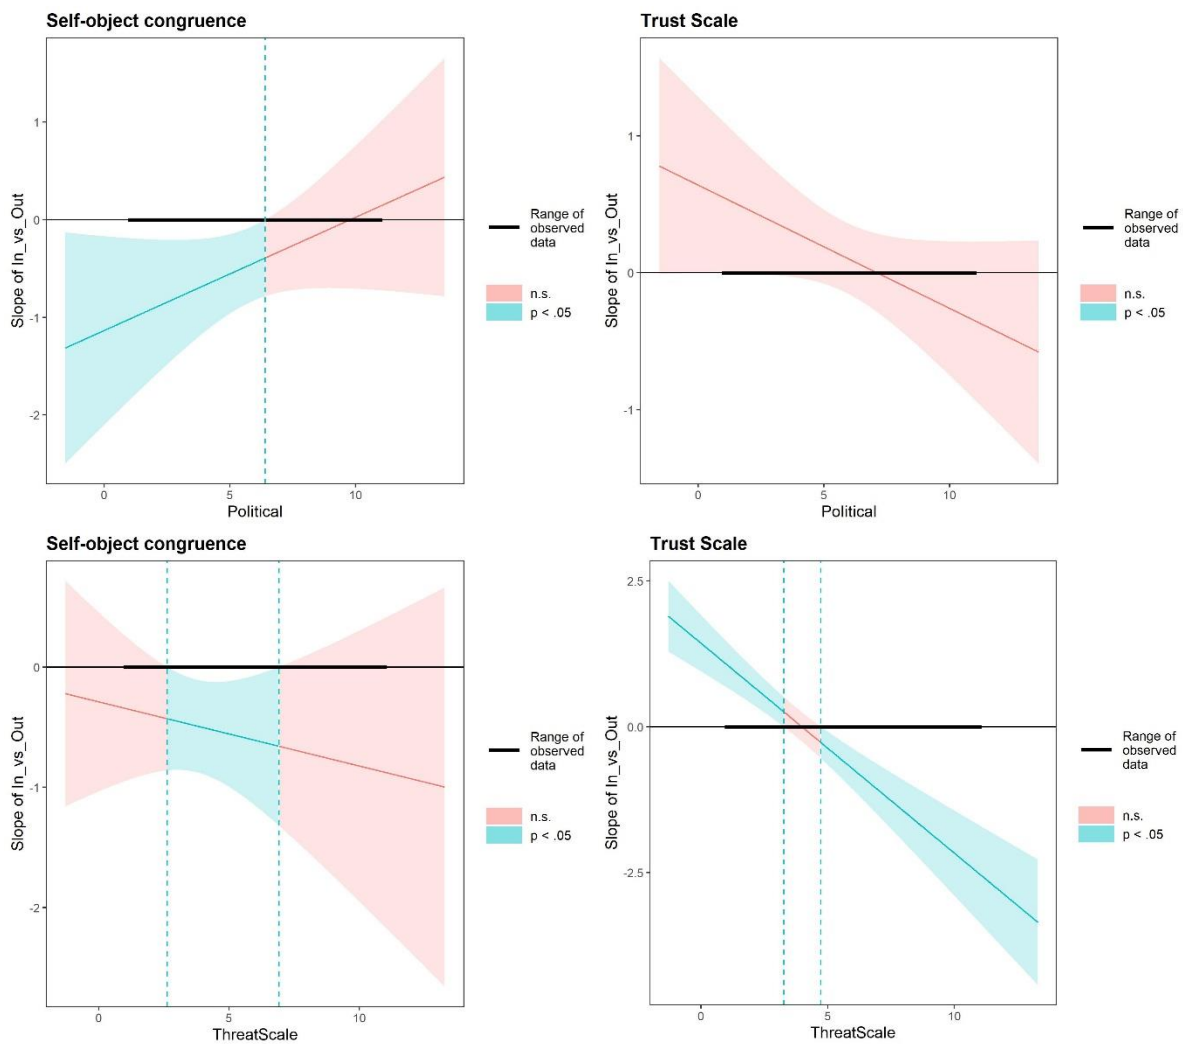 Self-object congruence
Slope of In_vs_Out
1
0
-1
-2
0
5
10
Political
Range of
observed
data
n.s.
p < .05
Trust Scale
Slope of In_vs_Out
1
0
-1
0
5
10
Political
Range of
observed
data
n.s.
p < .05
Self-object congruence
Slope of In_vs_Out
0
-1
-2
0
5
10
ThreatScale
Range of
observed
data
n.s.
p < .05
Trust Scale
Slope of In_vs_Out
2.5
0.0
-2.5
0
5
10
ThreatScale
Range of
observed
data
n.s.
p < .05